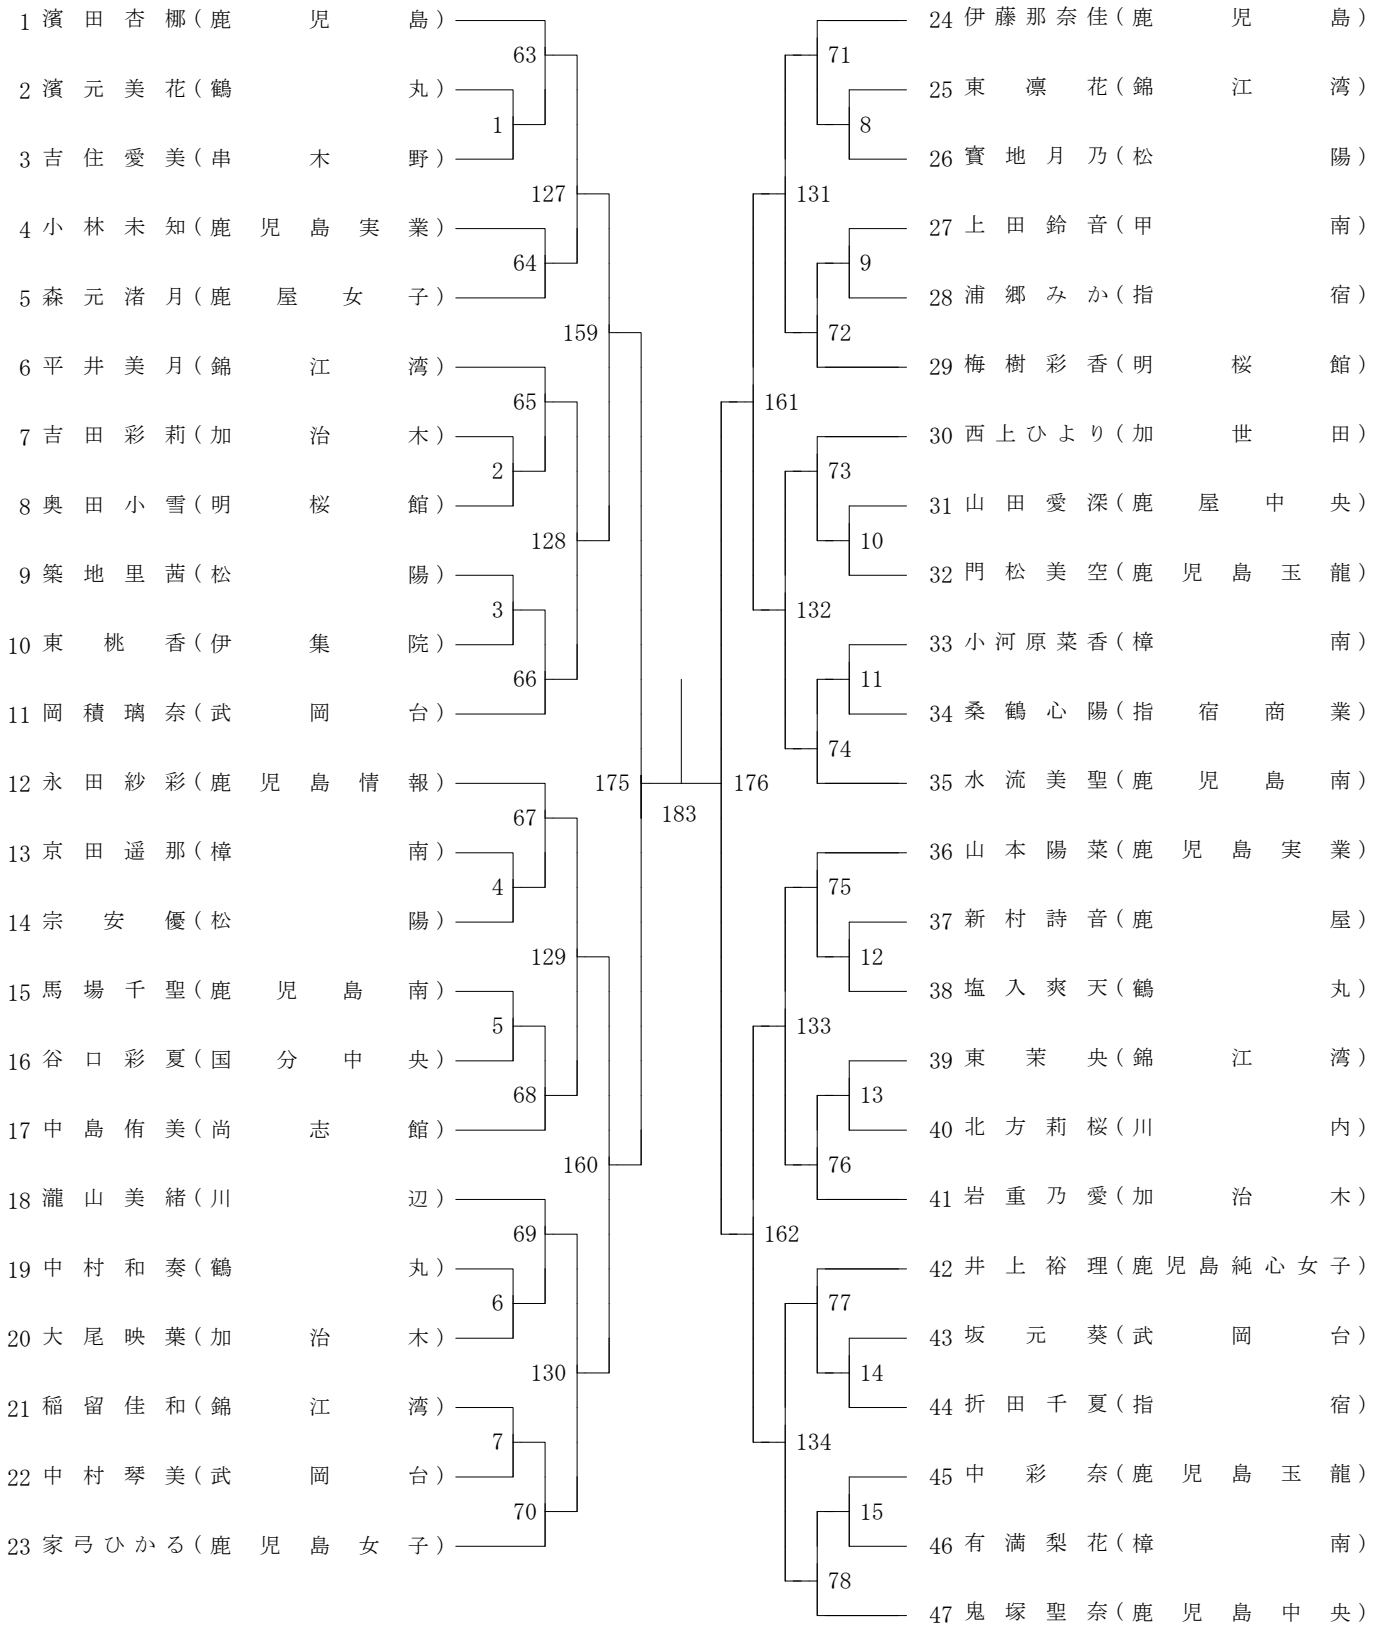 1 濱田杏梛(鹿児島)
63
2 濱元美花(鶴丸)
1
3 吉住愛美(串木野)
127
4 小林未知(鹿児島実業)
64
5 森元渚月(鹿屋女子)
159
6 平井美月(錦江湾)
65
7 吉田彩莉(加治木)
2
8 奥田小雪(明桜館)
128
9 築地里茜(松陽)
3
10 東桃香(伊集院)
66
11 岡積璃奈(武岡台)
12 永田紗彩(鹿児島情報)
175
67
13 京田遥那(樟南)
4
14 宗安優(松陽)
129
15 馬場千聖(鹿児島南)
5
16 谷口彩夏(国分中央)
68
17 中島侑美(尚志館)
160
18 瀧山美緒(川辺)
69
19 中村和奏(鶴丸)
6
20 大尾映葉(加治木)
130
21 稲留佳和(錦江湾)
7
22 中村琴美(武岡台)
70
23 家弓ひかる(鹿児島女子)
183
24 伊藤那奈佳(鹿児島)
71
25 東凛花(錦江湾)
8
26 寳地月乃(松陽)
131
27 上田鈴音(甲南)
9
28 浦郷みか(指宿)
72
29 梅樹彩香(明桜館)
161
30 西上ひより(加世田)
73
31 山田愛深(鹿屋中央)
10
32 門松美空(鹿児島玉龍)
132
33 小河原菜香(樟南)
11
34 桑鶴心陽(指宿商業)
74
35 水流美聖(鹿児島南)
176
36 山本陽菜(鹿児島実業)
75
37 新村詩音(鹿屋)
12
38 塩入爽天(鶴丸)
133
39 東茉央(錦江湾)
13
40 北方莉桜(川内)
76
41 岩重乃愛(加治木)
162
42 井上裕理(鹿児島純心女子)
77
43 坂元葵(武岡台)
14
44 折田千夏(指宿)
134
45 中彩奈(鹿児島玉龍)
15
46 有満梨花(樟南)
78
47 鬼塚聖奈(鹿児島中央)